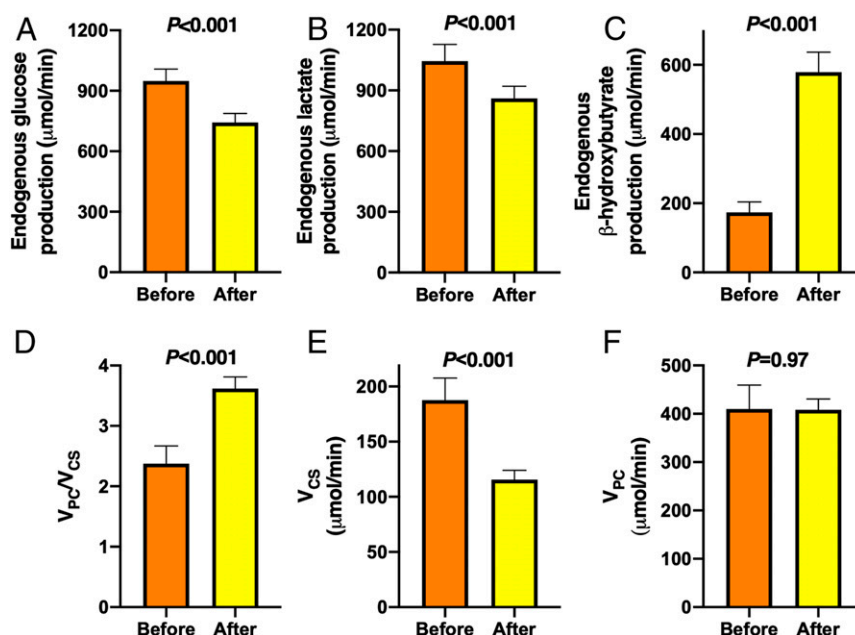 A
P<0.001
Endogenous glucose
production (μmol/min)
1200
900
600
300
0
Before After
B
P<0.001
Endogenous lactate
production (μmol/min)
1200
900
600
300
0
Before After
C
P<0.001
Endogenous
β-hydroxybutyrate
production (μmol/min)
600
400
200
0
Before After
D
P<0.001
VPC/VCS
4
3
2
1
0
Before After
E
P<0.001
VCS
(μmol/min)
200
150
100
50
0
Before After
F
P=0.97
VPC
(μmol/min)
500
400
300
200
100
0
Before After